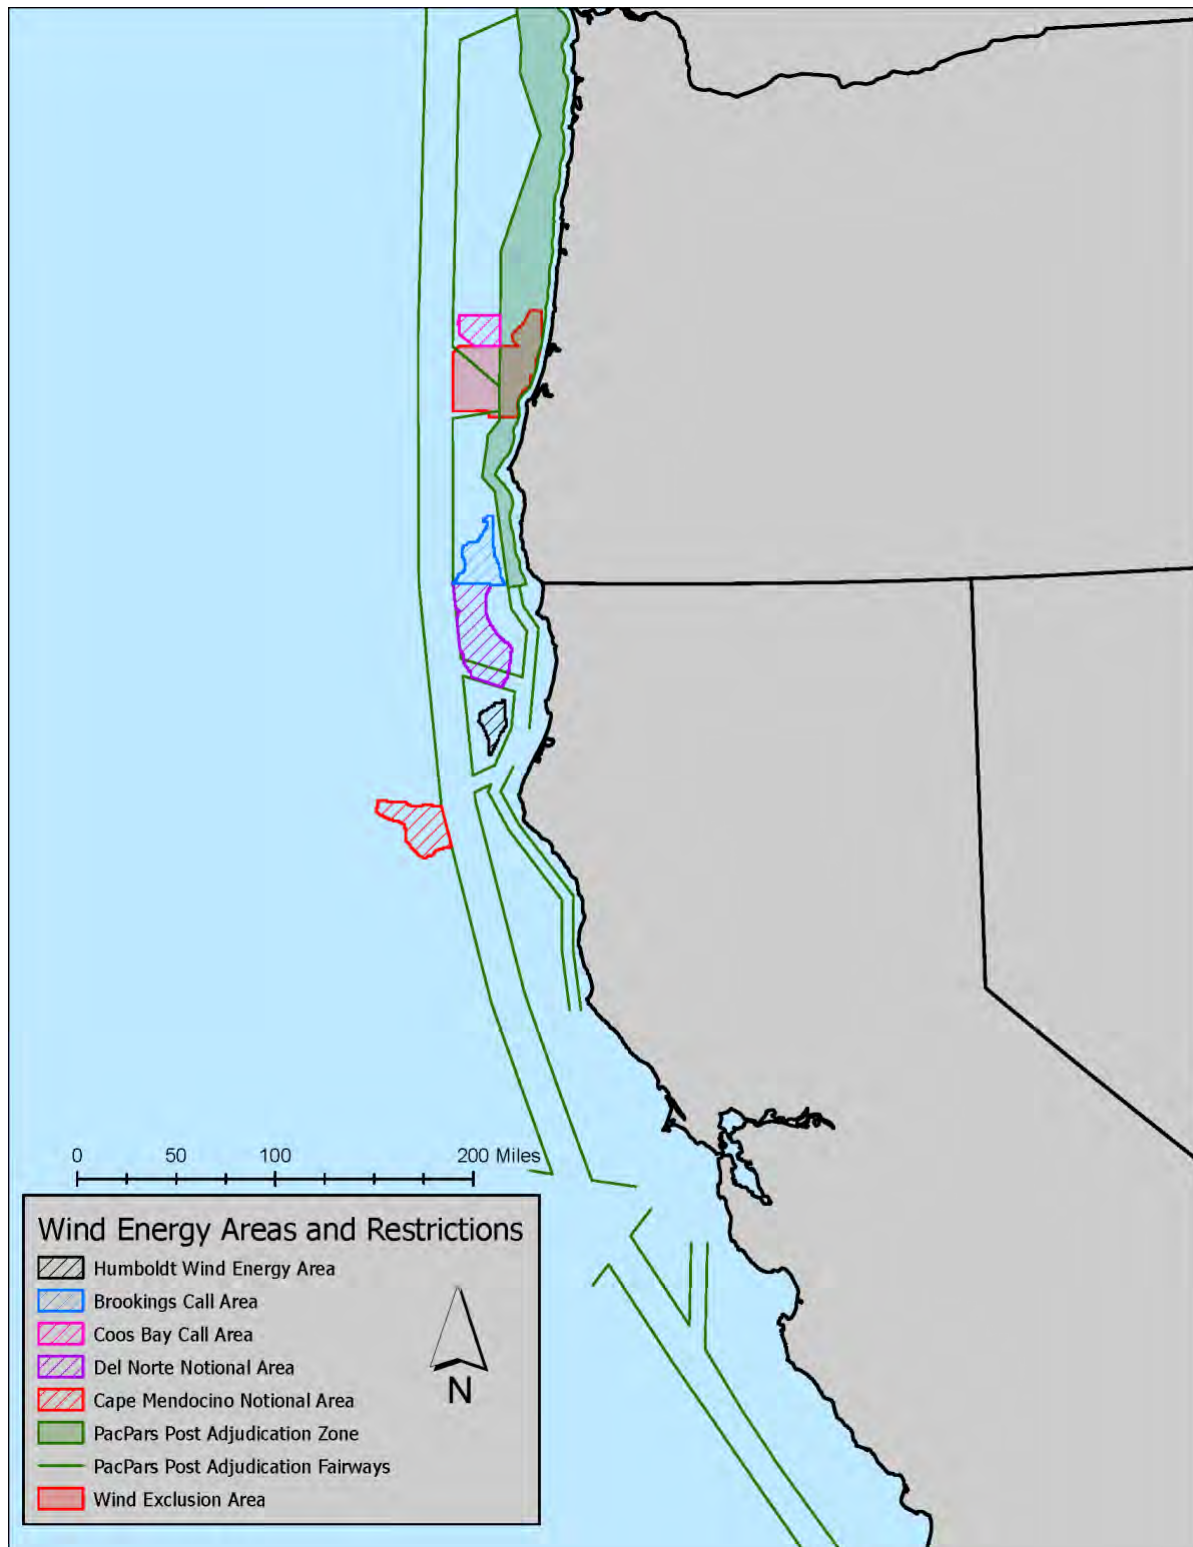 0 50 100 200 Miles
Wind Energy Areas and Restrictions
Humboldt Wind Energy Area
Brookings Call Area
Coos Bay Call Area
Del Norte Notional Area
Cape Mendocino Notional Area
PacPars Post Adjudication Zone
PacPars Post Adjudication Fairways
Wind Exclusion Area
N